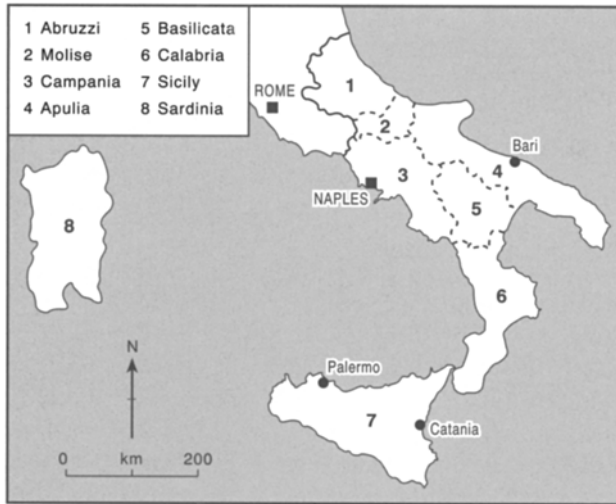 1 Abruzzi 5 Basilicata
2 Molise 6 Calabria
3 Campania 7 Sicily
4 Apulia 8 Sardinia
ROME
1
2
Bari
3
4
NAPLES
5
8
6
N
Palermo
7
Catania
0 km 200